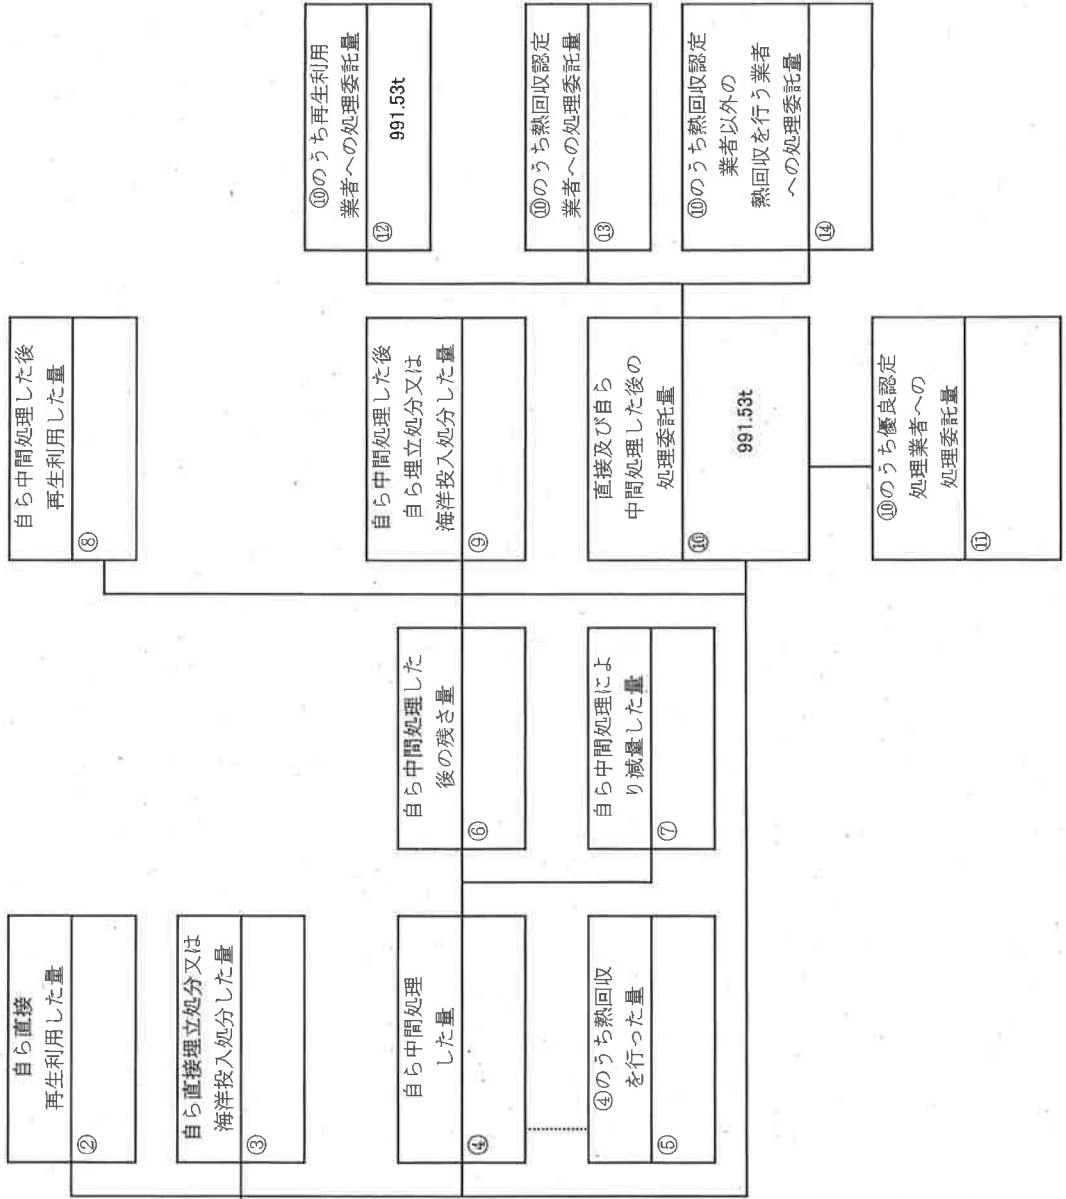 自ら直接
再生利用した量
②
自ら直接埋立処分又は
海洋投入処分した量
③
自ら中間処理
した量
④
④のうち熱回収
を行った量
⑤
自ら中間処理した
後の残さ量
⑥
自ら中間処理によ
り減量した量
⑦
自ら中間処理した後
再生利用した量
⑧
自ら中間処理した後
自ら埋立処分又は
海洋投入処分した量
⑨
直接及び自ら
中間処理した後の
処理委託量
⑩
991.53t
⑩のうち優良認定
処理業者への
処理委託量
⑪
⑩のうち再生利用
業者への処理委託量
⑫
991.53t
⑩のうち熱回収認定
業者への処理委託量
⑬
⑩のうち熱回収認定
業者以外の
熱回収を行う業者
への処理委託量
⑭